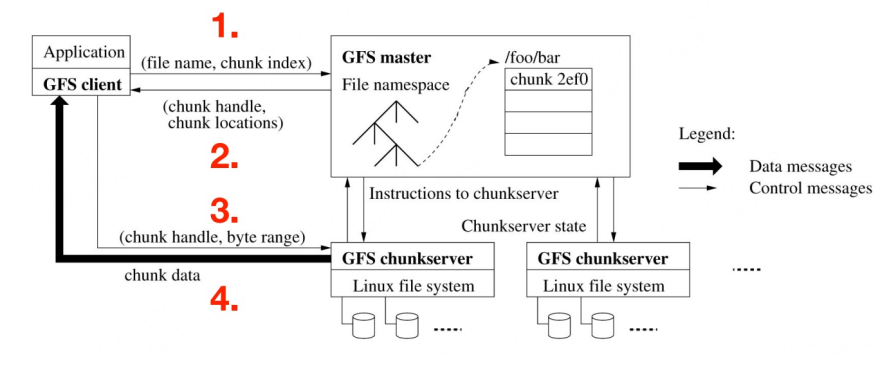 1.
Application
GFS client
(file name, chunk index)
(chunk handle,
chunk locations)
2.
GFS master
File namespace
/foo/bar
chunk 2ef0
Legend:
Data messages
Control messages
Instructions to chunkserver
Chunkserver state
3.
(chunk handle, byte range)
chunk data
4.
GFS chunkserver
Linux file system
GFS chunkserver
Linux file system